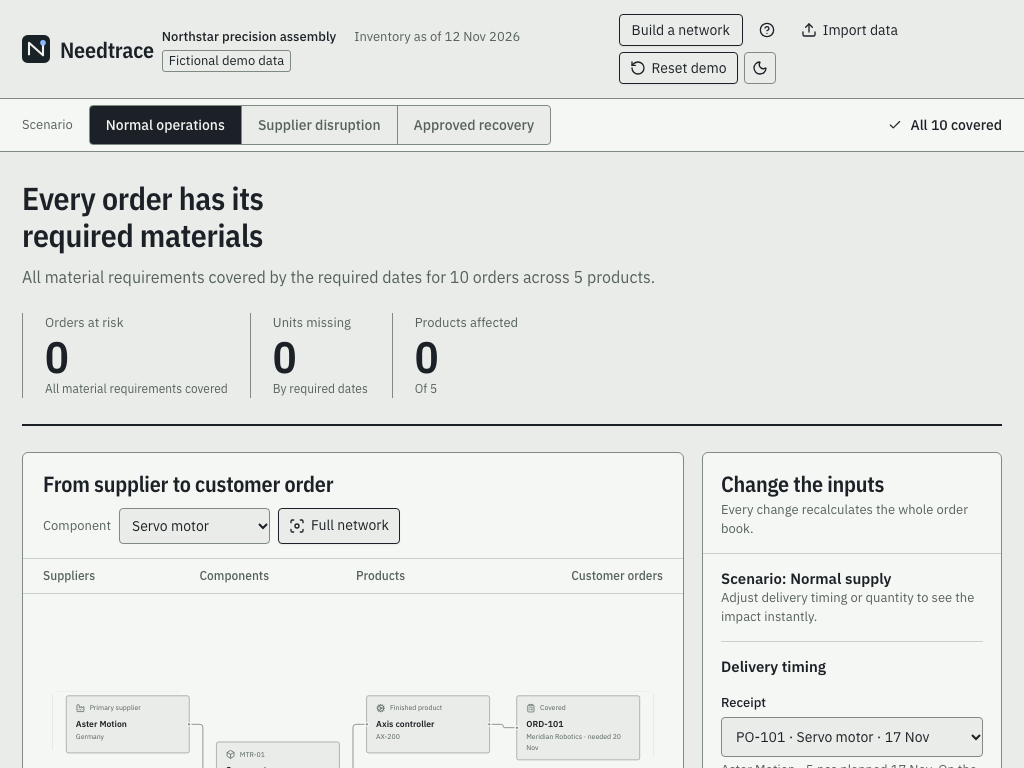 Needtrace
Northstar precision assembly
Inventory as of 12 Nov 2026
Fictional demo data
Build a network
Import data
Reset demo
Scenario
Normal operations
Supplier disruption
Approved recovery
All 10 covered
Every order has its
required materials
All material requirements covered by the required dates for 10 orders across 5 products.
Orders at risk
0
All material requirements covered
Units missing
0
By required dates
Products affected
0
Of 5
From supplier to customer order
Component
Servo motor
Full network
Suppliers
Components
Products
Customer orders
Primary supplier
Aster Motion
Germany
MTR-01
Finished product
Axis controller
AX-200
Covered
ORD-101
Meridian Robotics · needed 20
Nov
Change the inputs
Every change recalculates the whole order
book.
Scenario: Normal supply
Adjust delivery timing or quantity to see the
impact instantly.
Delivery timing
Receipt
PO-101 · Servo motor · 17 Nov